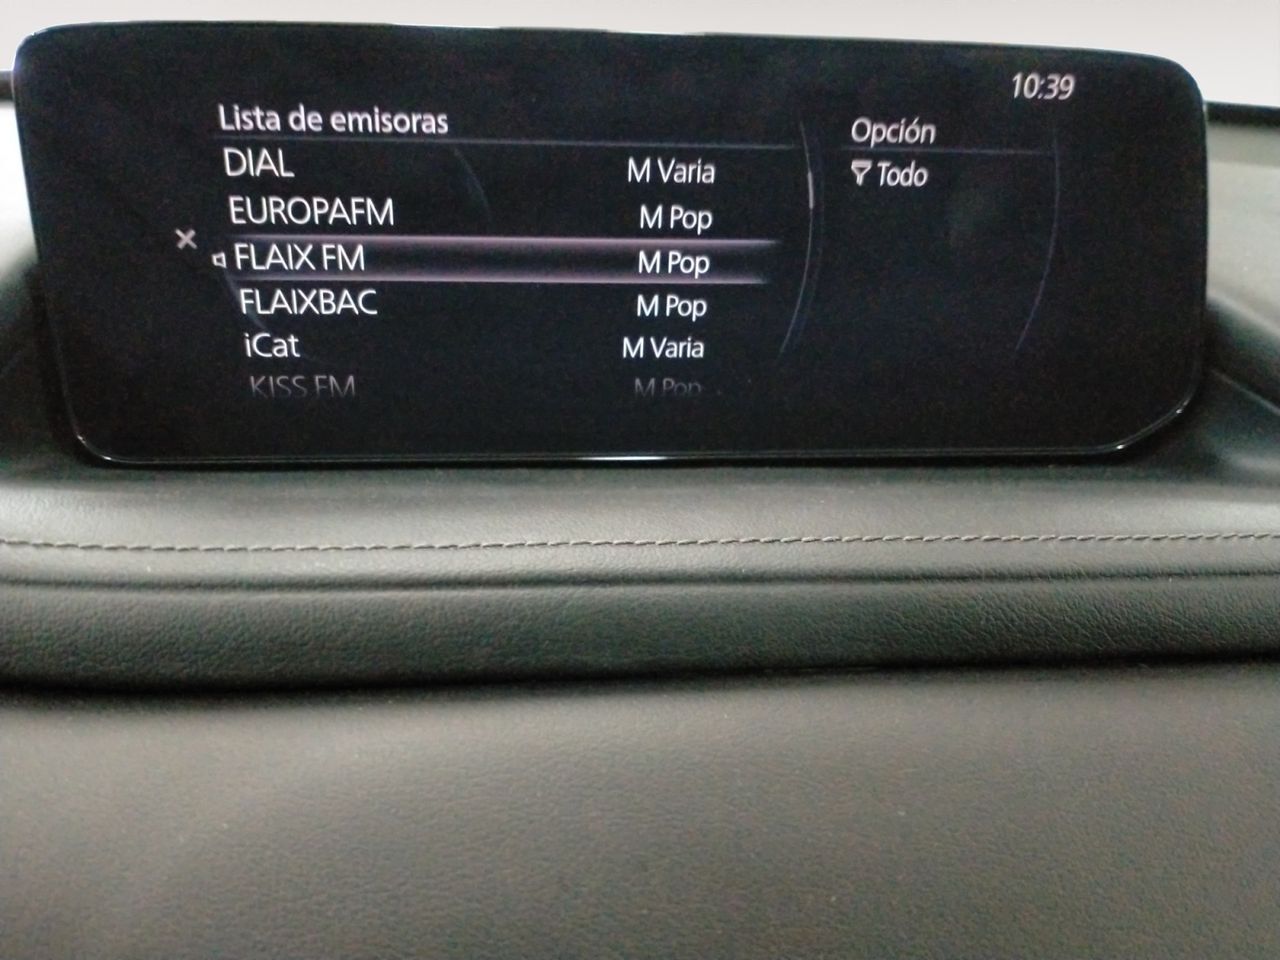 10:39
Lista de emisoras
Opción
DIAL M Varia
Todo
EUROPAFM M Pop
FLAIX FM M Pop
FLAIXBAC M Pop
iCat M Varia
KISS FM M Pop